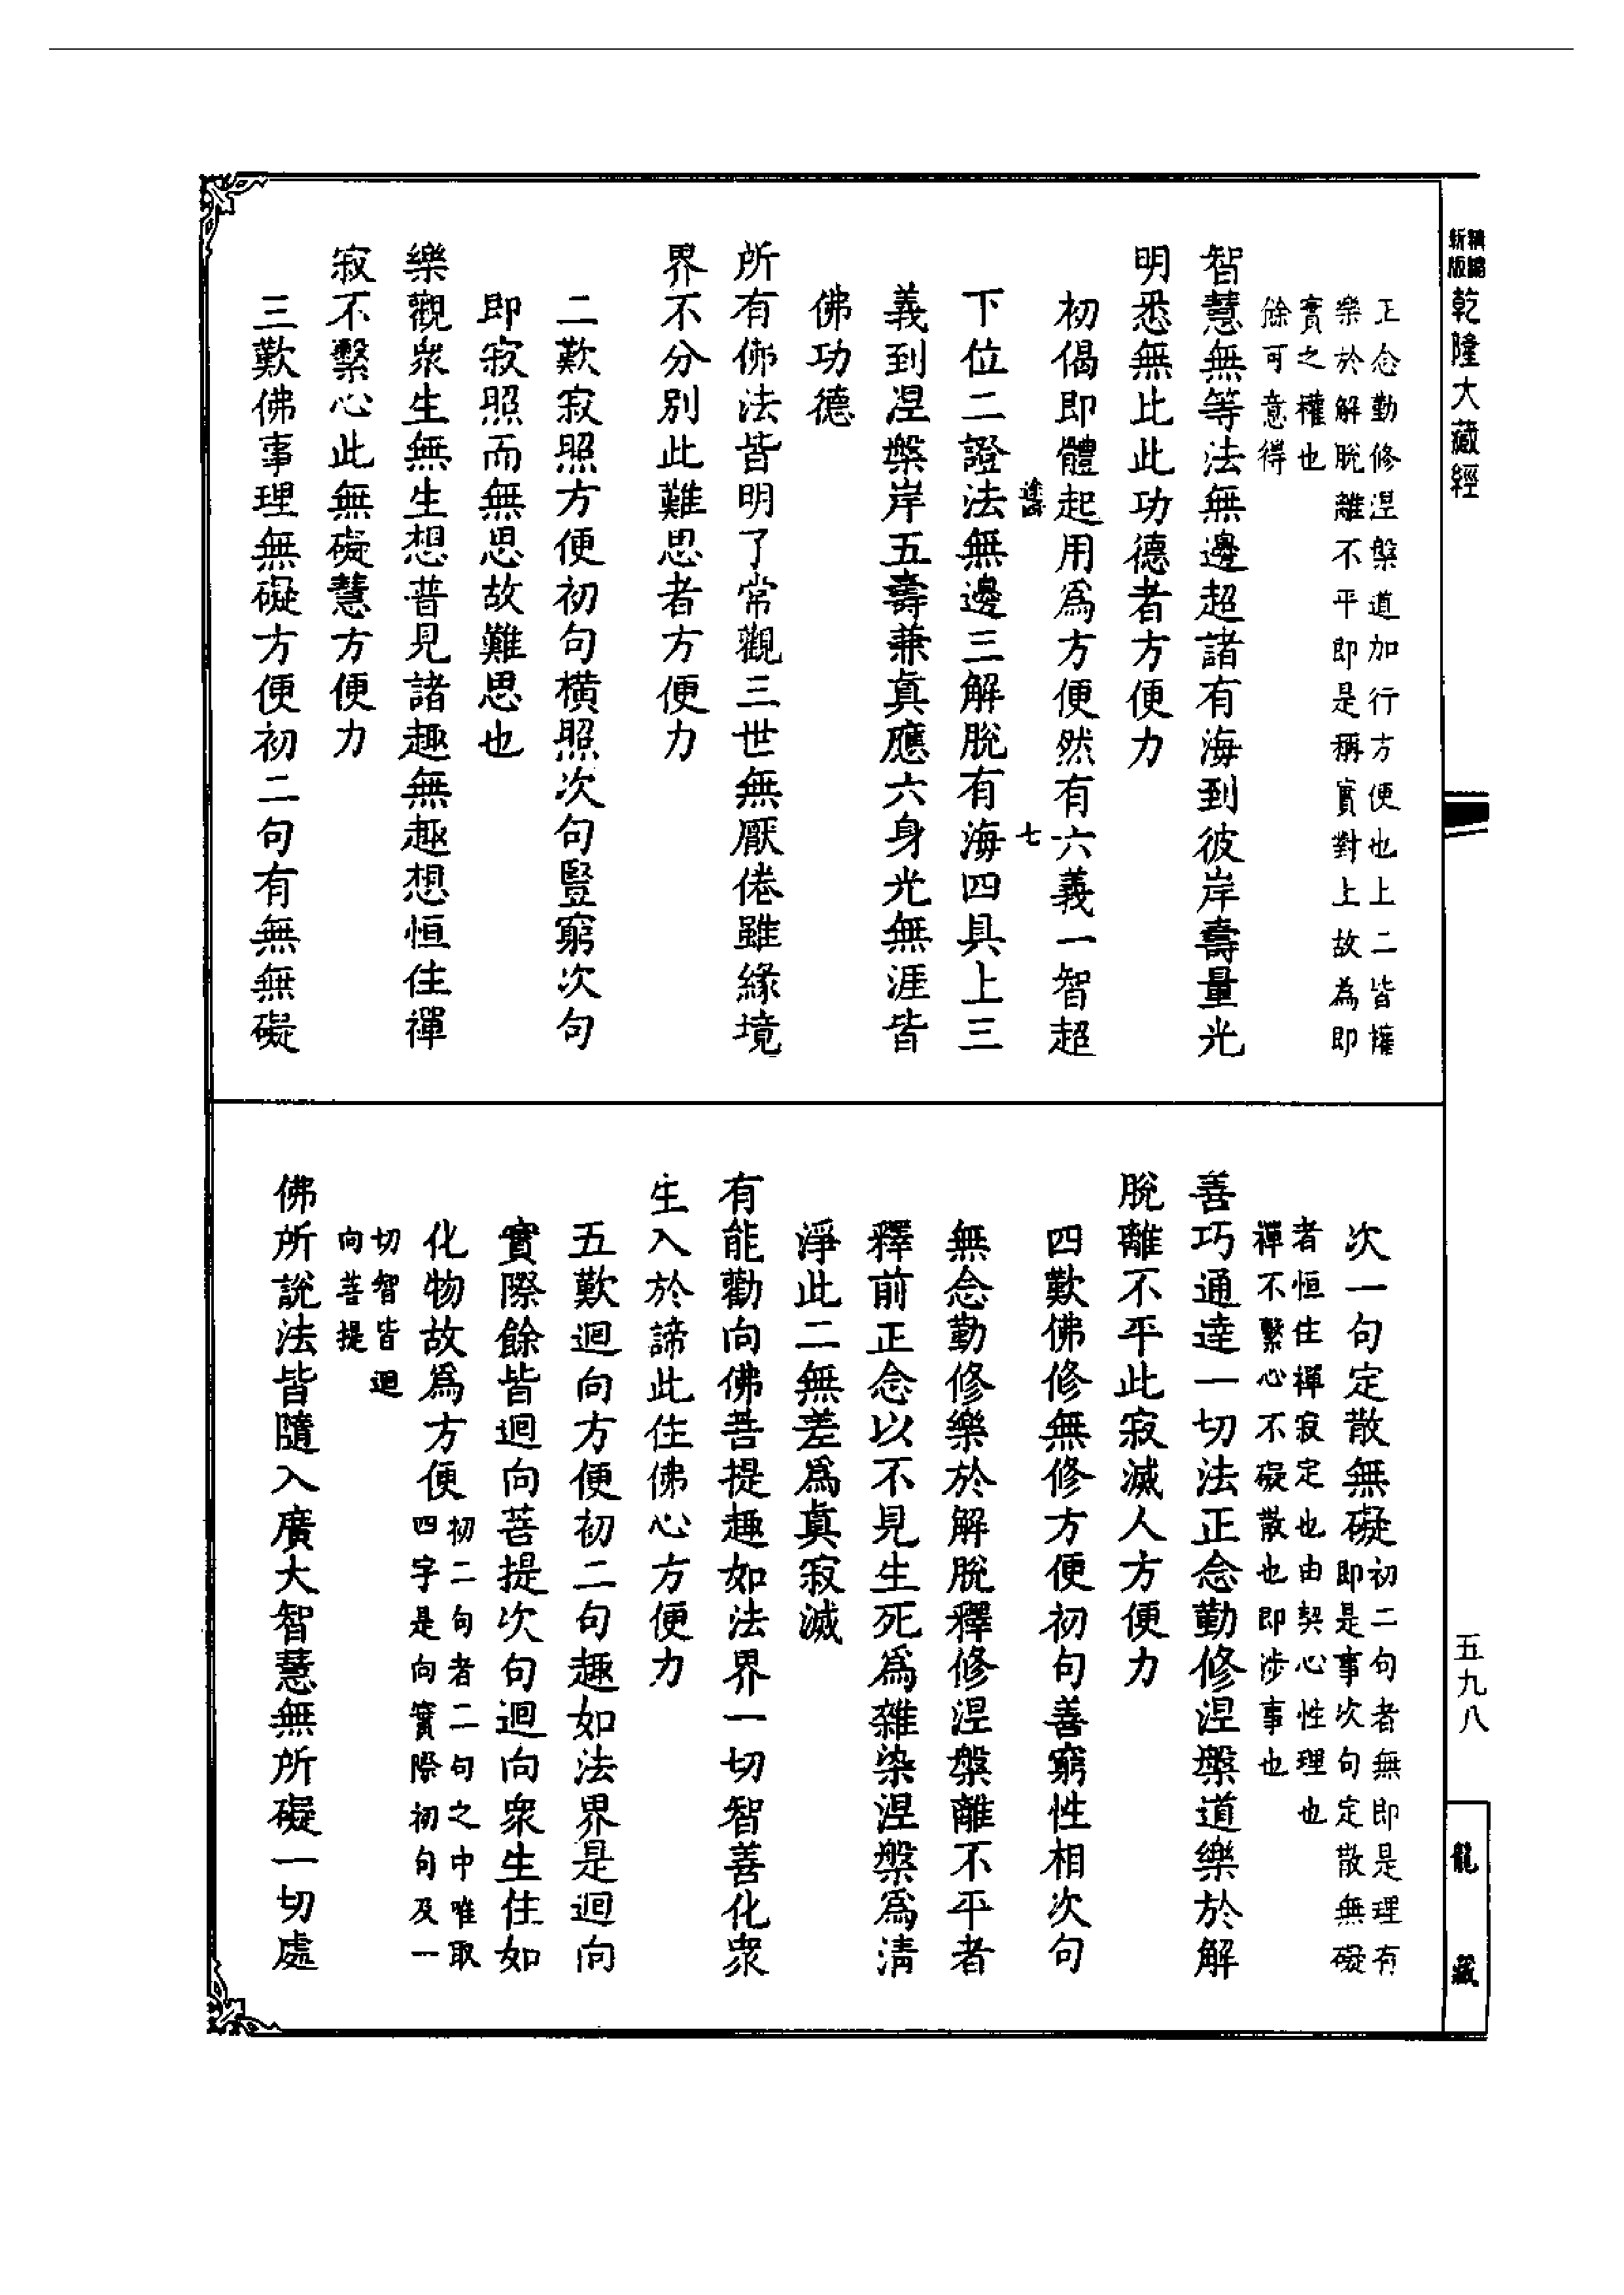 新版
精縮
乾隆大藏經
正念勤修涅槃道加行方便也上二皆權
樂於解脫離不平即是稱實對上故為即
實之權也
餘可意得
智慧無等法無邊超諸有海到彼岸壽量光
明悉無比此功德者方便力
初偈即體起用為方便然有六義一智超
七
下位二證法無邊三解脫有海四具上三
義到涅槃岸五壽兼真應六身光無涯皆
佛功德
所有佛法皆明了常觀三世無厭倦雖緣境
界不分別此難思者方便力
二歎寂照方便初句橫照次句豎窮次句
即寂照而無思故難思也
樂觀眾生無生想普見諸趣無趣想恒住禪
寂不繫心此無礙慧方便力
三歎佛事理無礙方便初二句有無無礙
次一句定散無礙初二句者無即是理有
即是事次句定散無礙
者恒住禪寂定也由契心性理也
禪不繫心不礙散也即涉事也
善巧通達一切法正念勤修涅槃道樂於解
脫離不平此寂滅人方便力
四歎佛修無修方便初句善窮性相次句
無念勤修樂於解脫釋修涅槃離不平者
釋前正念以不見生死為雜染涅槃為清
淨此二無差為真寂滅
有能勸向佛菩提趣如法界一切智善化眾
生入於諦此住佛心方便力
五歎迴向方便初二句趣如法界是迴向
實際餘皆迴向菩提次句迴向眾生住如
化物故為方便初二句者二句之中唯取
四字是向實際初句及一
切智皆迴
向菩提
佛所說法皆隨入廣大智慧無所礙一切處
五九八
龍藏